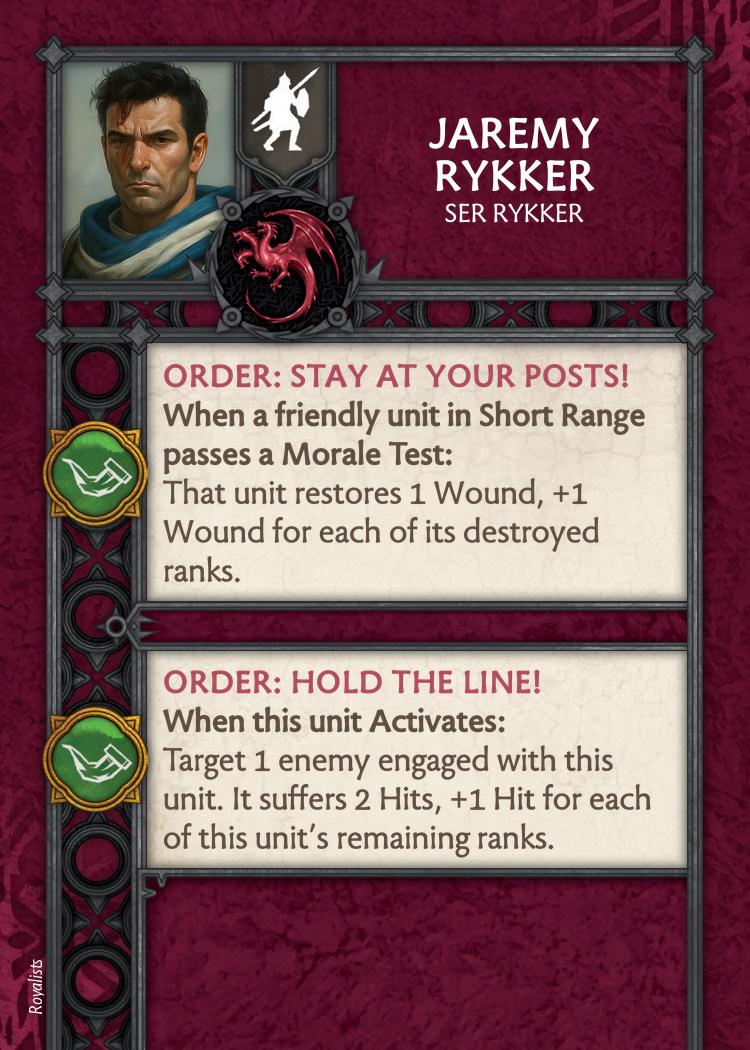 JAREMY
RYKKER
SER RYKKER
ORDER: STAY AT YOUR POSTS!
When a friendly unit in Short Range
passes a Morale Test:
That unit restores 1 Wound, +1
Wound for each of its destroyed
ranks.
ORDER: HOLD THE LINE!
When this unit Activates:
Target 1 enemy engaged with this
unit. It suffers 2 Hits, +1 Hit for each
of this unit's remaining ranks.
Royalists